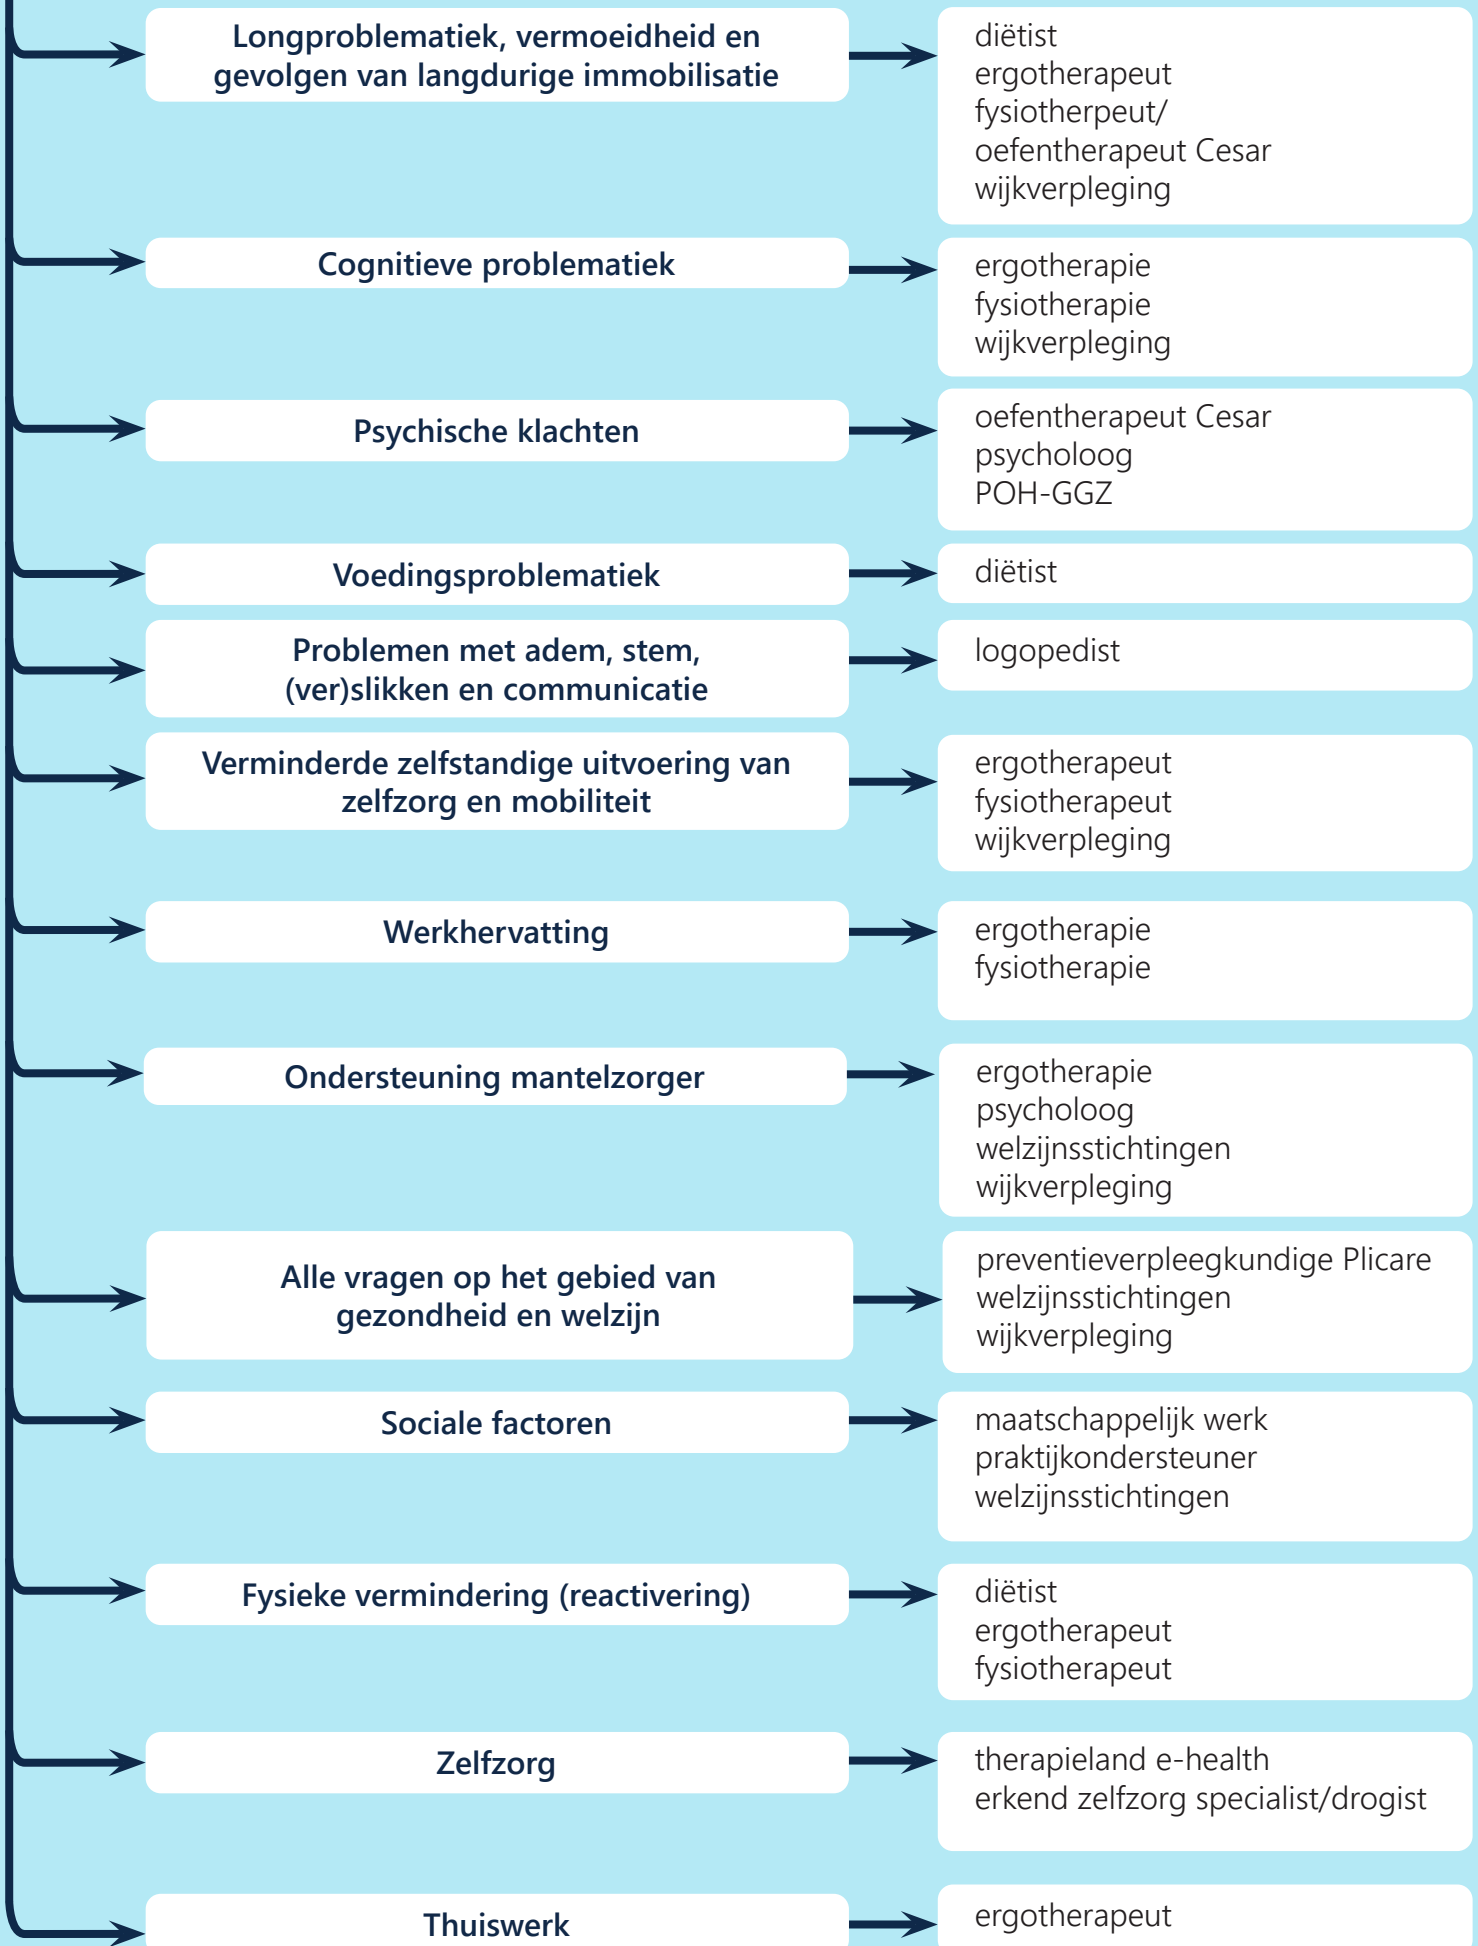 Longproblematiek, vermoeidheid en
gevolgen van langdurige immobilisatie
diëtist
ergotherapeut
fysiotherpeut/
oefentherapeut Cesar
wijkverpleging
Cognitieve problematiek
ergotherapie
fysiotherapie
wijkverpleging
Psychische klachten
oefentherapeut Cesar
psycholoog
POH-GGZ
Voedingsproblematiek
diëtist
Problemen met adem, stem,
(ver)slikken en communicatie
logopedist
Verminderde zelfstandige uitvoering van
zelfzorg en mobiliteit
ergotherapeut
fysiotherapeut
wijkverpleging
Werkhervatting
ergotherapie
fysiotherapie
Ondersteuning mantelzorger
ergotherapie
psycholoog
welzijnsstichtingen
wijkverpleging
Alle vragen op het gebied van
gezondheid en welzijn
preventieverpleegkundige Plicare
welzijnsstichtingen
wijkverpleging
Sociale factoren
maatschappelijk werk
praktijkondersteuner
welzijnsstichtingen
Fysieke vermindering (reactivering)
diëtist
ergotherapeut
fysiotherapeut
Zelfzorg
therapieland e-health
erkend zelfzorg specialist/drogist
Thuiswerk
ergotherapeut